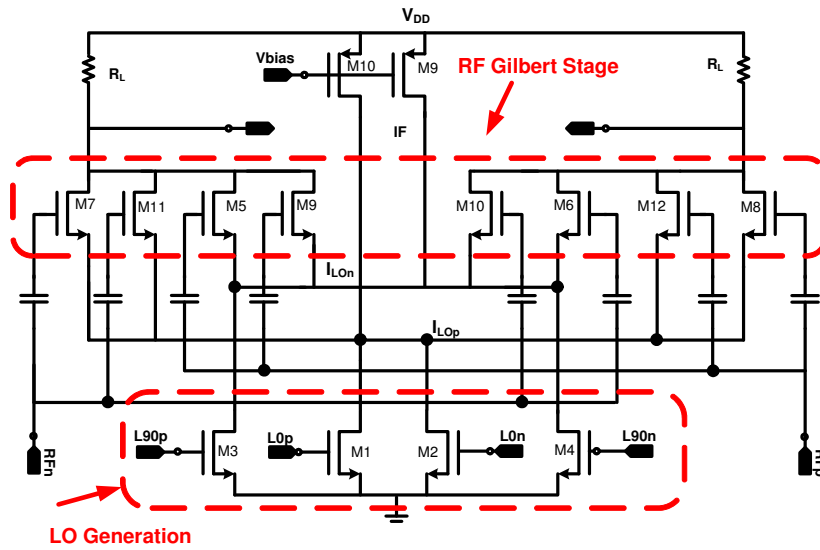 VDD
Vbias
M10
M9
RF Gilbert Stage
RL
RL
IF
M7
M11
M5
M9
M10
M6
M12
M8
ILOn
ILOp
L90p
M3
L0p
M1
M2
L0n
M4
L90n
RFn
LO Generation